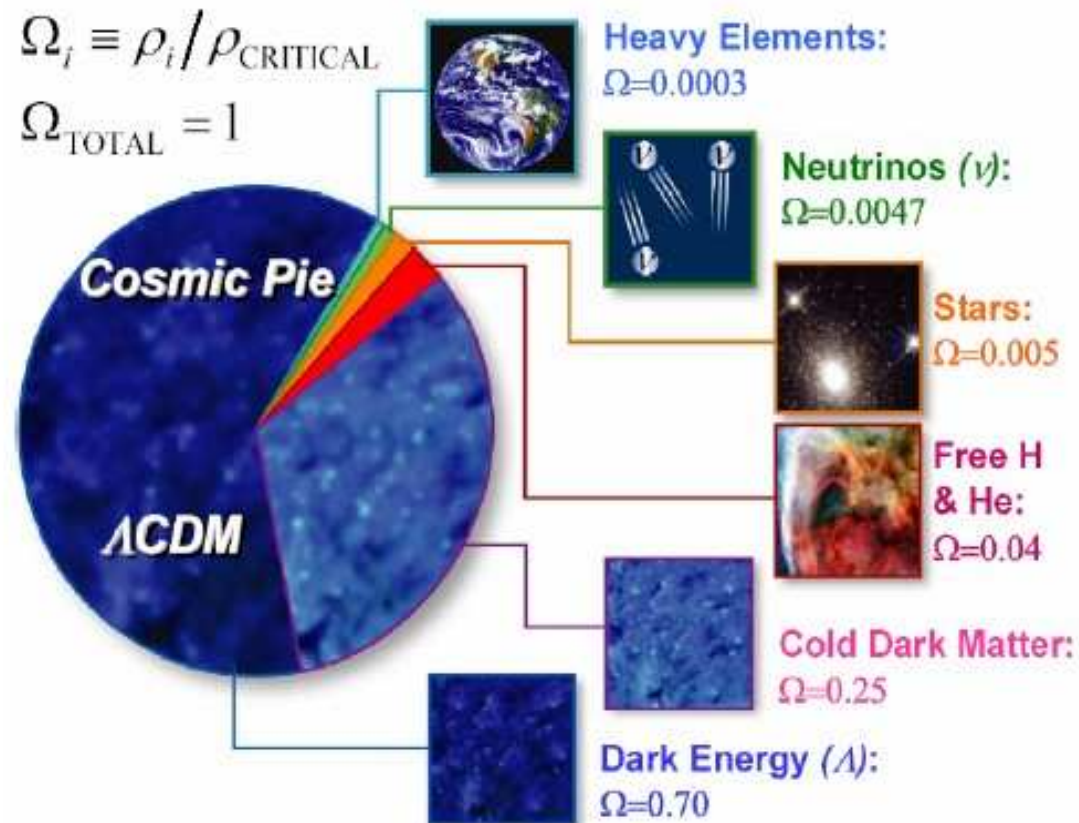 Ωᵢ ≡ ρᵢ/ρCRITICAL
ΩTOTAL = 1
Heavy Elements:
Ω=0.0003
Neutrinos (ν):
Ω=0.0047
Stars:
Ω=0.005
Free H
& He:
Ω=0.04
Cold Dark Matter:
Ω=0.25
Dark Energy (Λ):
Ω=0.70
Cosmic Pie
ΛCDM
ν
ν
ν